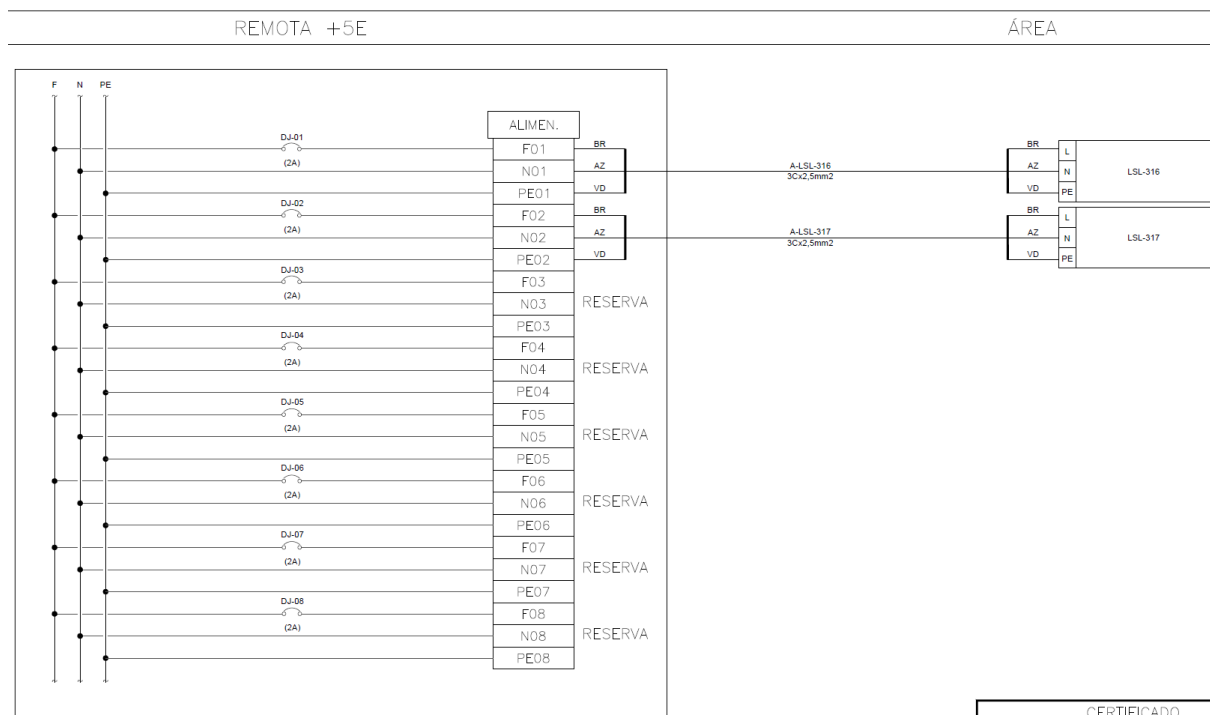 REMOTA +5E
ÁREA
F N PE
ALIMEN.
DJ-01
(2A)
F01 BR
N01 AZ
PE01 VD
A-LSL-316
3Cx2,5mm2
BR L
AZ N
VD PE
LSL-316
DJ-02
(2A)
F02 BR
N02 AZ
PE02 VD
A-LSL-317
3Cx2,5mm2
BR L
AZ N
VD PE
LSL-317
DJ-03
(2A)
F03
N03 RESERVA
PE03
DJ-04
(2A)
F04
N04 RESERVA
PE04
DJ-05
(2A)
F05
N05 RESERVA
PE05
DJ-06
(2A)
F06
N06 RESERVA
PE06
DJ-07
(2A)
F07
N07 RESERVA
PE07
DJ-08
(2A)
F08
N08 RESERVA
PE08
CERTIFICADO